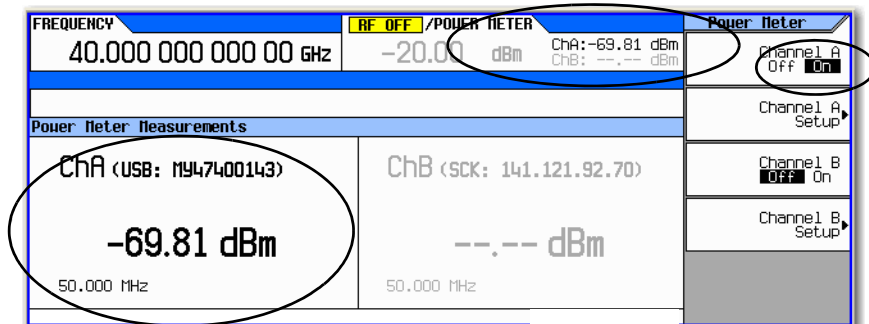 FREQUENCY
RF OFF /POWER METER
40.000 000 000 00 GHz
-20.00 dBm
ChA:-69.81 dBm
ChB: --.-- dBm
Power Meter Measurements
ChA (USB: MY47400143)
-69.81 dBm
50.000 MHz
ChB (SCK: 141.121.92.70)
--.-- dBm
50.000 MHz
Power Meter
Channel A
Off On
Channel A
Setup
Channel B
Off On
Channel B
Setup